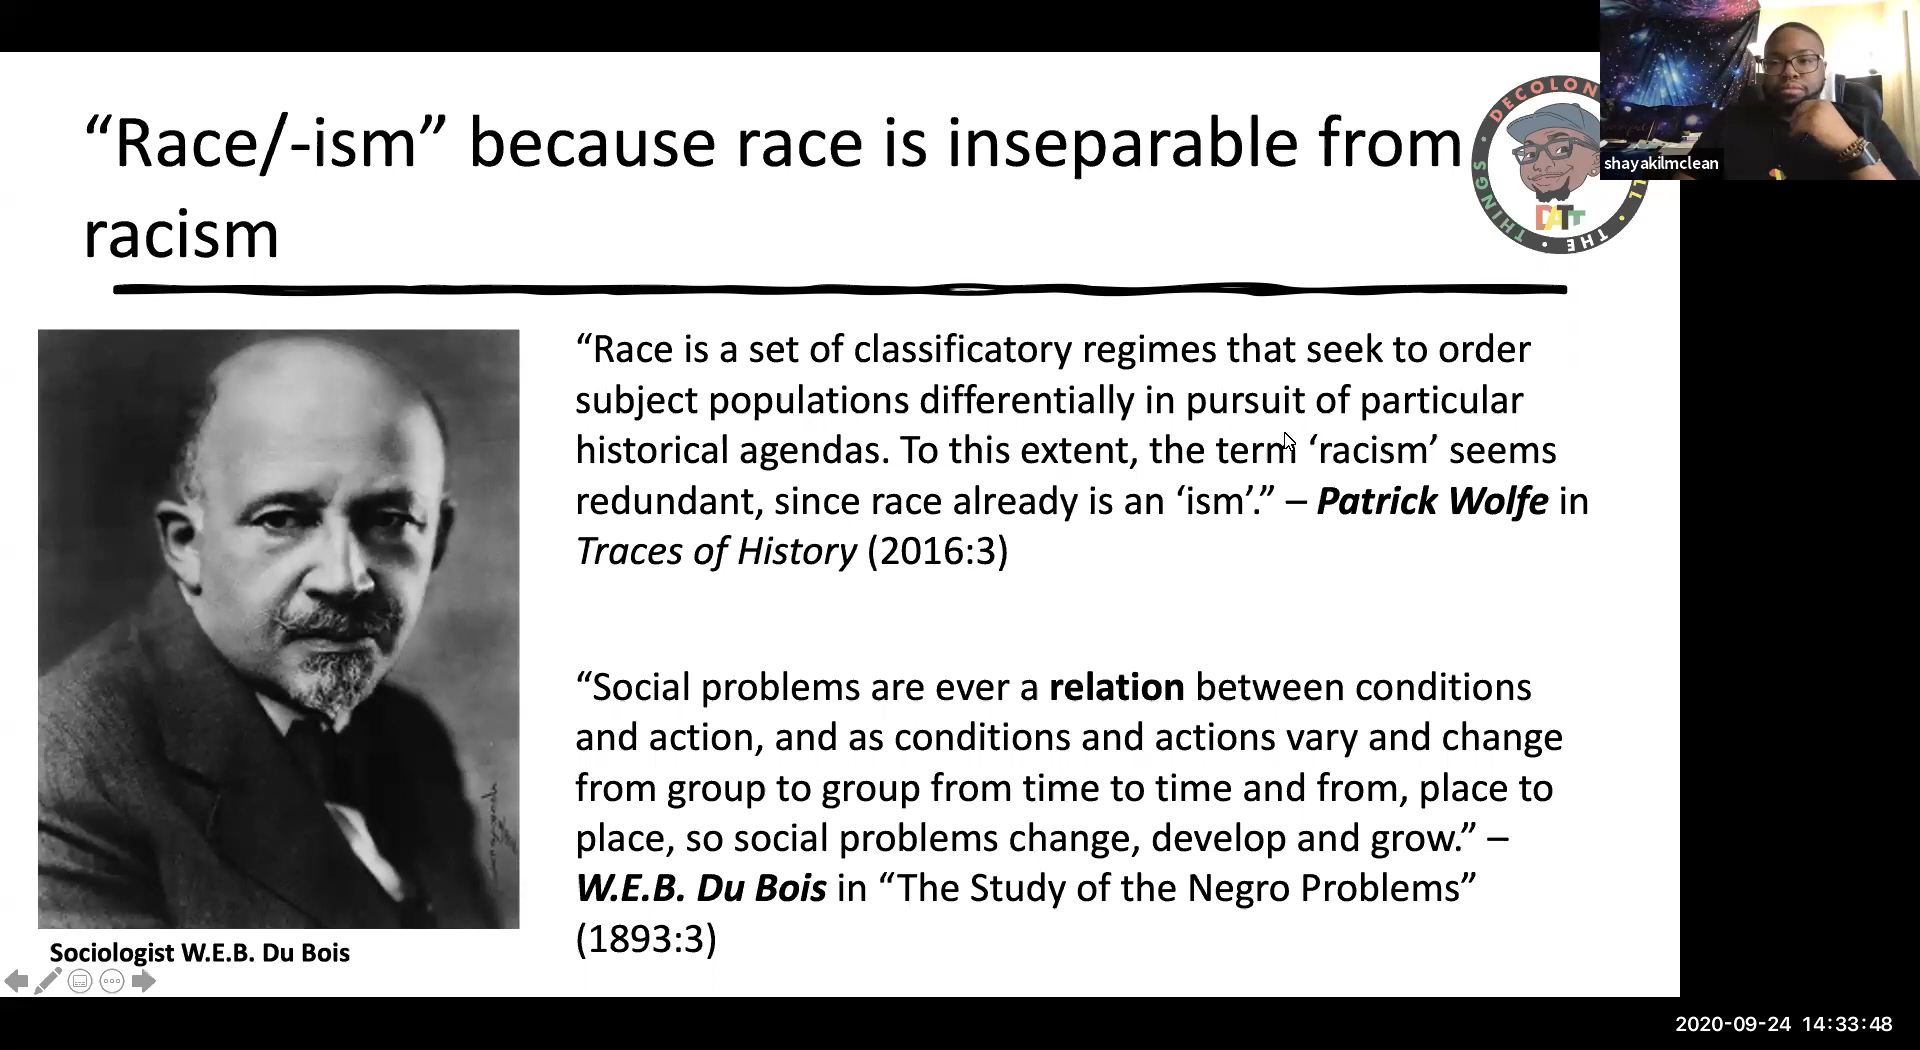 “Race/-ism” because race is inseparable from
racism
DECOLON
LL
THE
THINGS
DATT
shayakilmclean
“Race is a set of classificatory regimes that seek to order
subject populations differentially in pursuit of particular
historical agendas. To this extent, the term ‘racism’ seems
redundant, since race already is an ‘ism’.” – Patrick Wolfe in
Traces of History (2016:3)
“Social problems are ever a relation between conditions
and action, and as conditions and actions vary and change
from group to group from time to time and from, place to
place, so social problems change, develop and grow.” –
W.E.B. Du Bois in “The Study of the Negro Problems”
(1893:3)
Sociologist W.E.B. Du Bois
2020-09-24 14:33:48